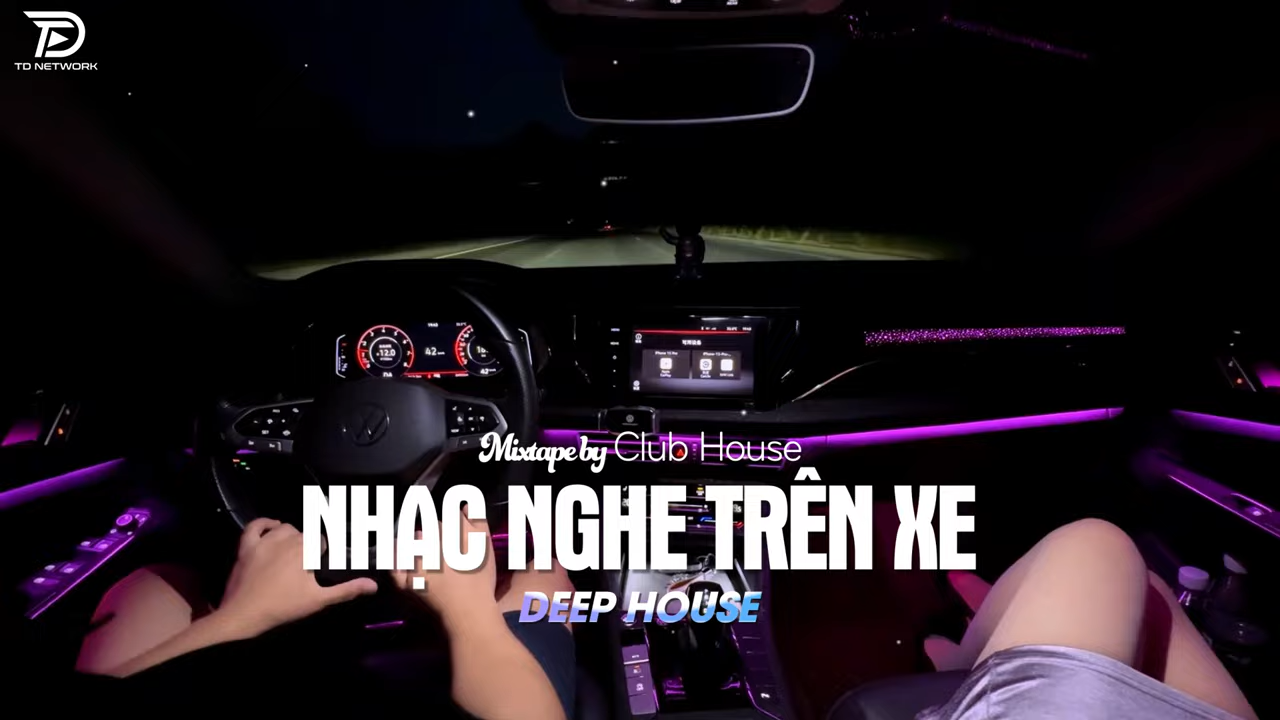 TD NETWORK
Mixtape by Club House
NHẠC NGHE TRÊN XE
DEEP HOUSE